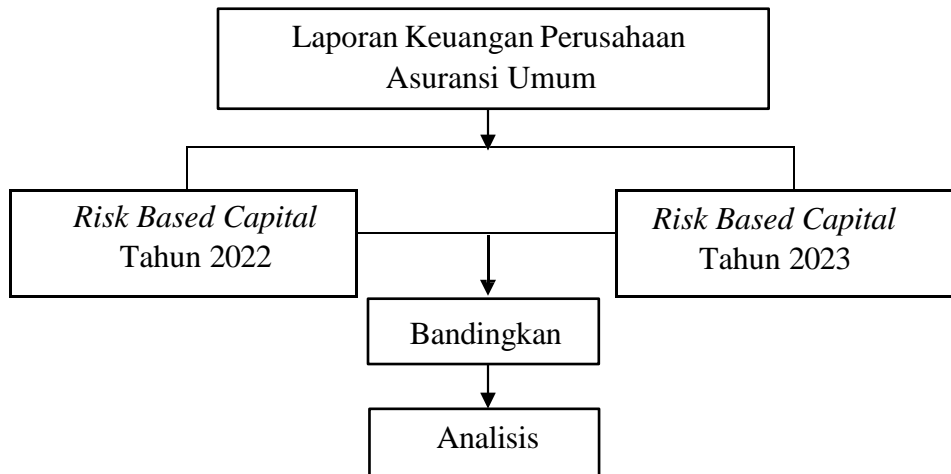 Laporan Keuangan Perusahaan
Asuransi Umum
Risk Based Capital
Tahun 2022
Risk Based Capital
Tahun 2023
Bandingkan
Analisis